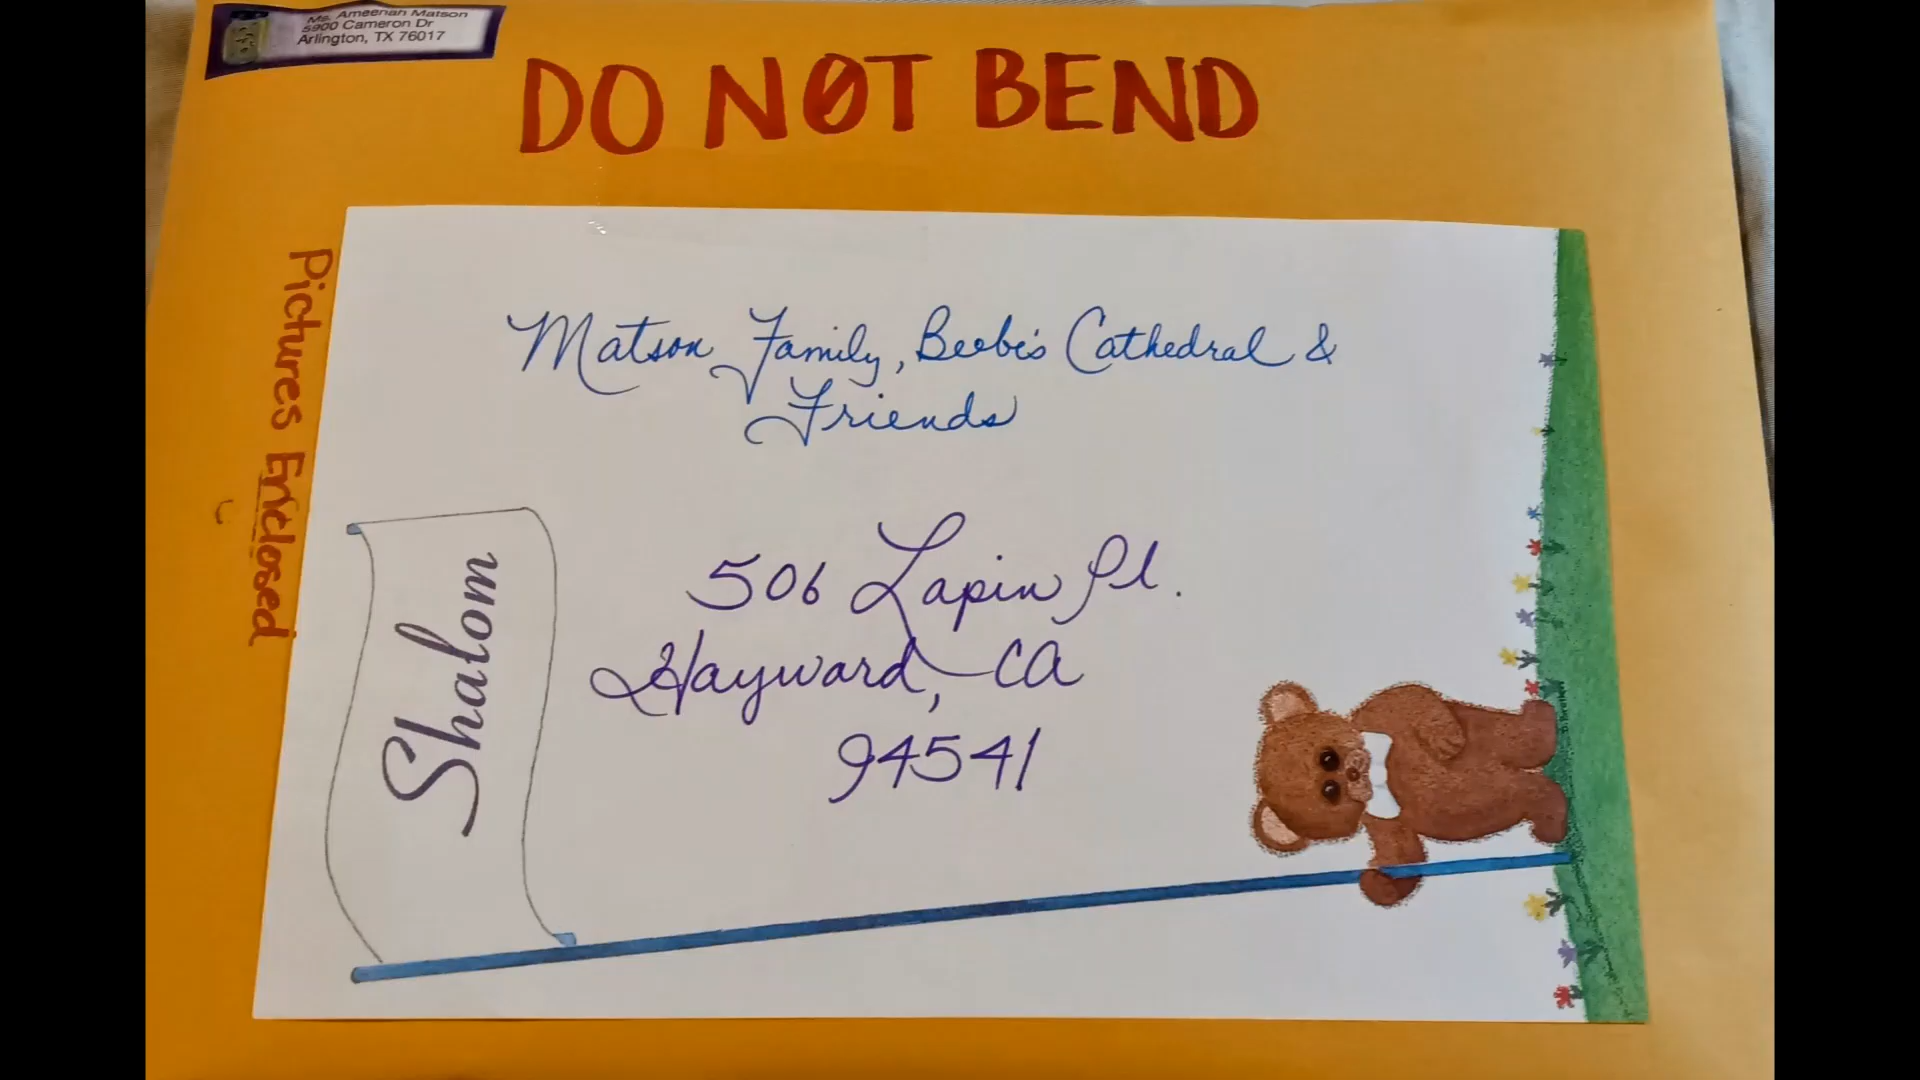 Ms. Ameenah Matson
5900 Cameron Dr
Arlington, TX 76017
DO NOT BEND
Pictures Enclosed
Matson Family, Beebe's Cathedral &
Friends
Shalom
506 Lapin Pl.
Hayward, CA
94541